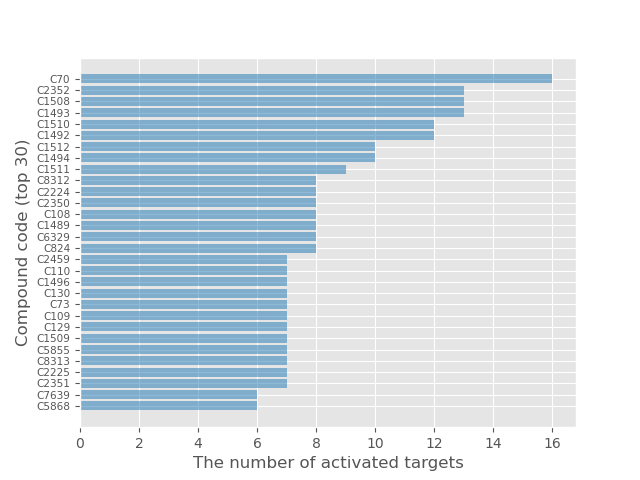 Compound code (top 30)
C70
C2352
C1508
C1493
C1510
C1492
C1512
C1494
C1511
C8312
C2224
C2350
C108
C1489
C6329
C824
C2459
C110
C1496
C130
C73
C109
C129
C1509
C5855
C8313
C2225
C2351
C7639
C5868
0 2 4 6 8 10 12 14 16
The number of activated targets